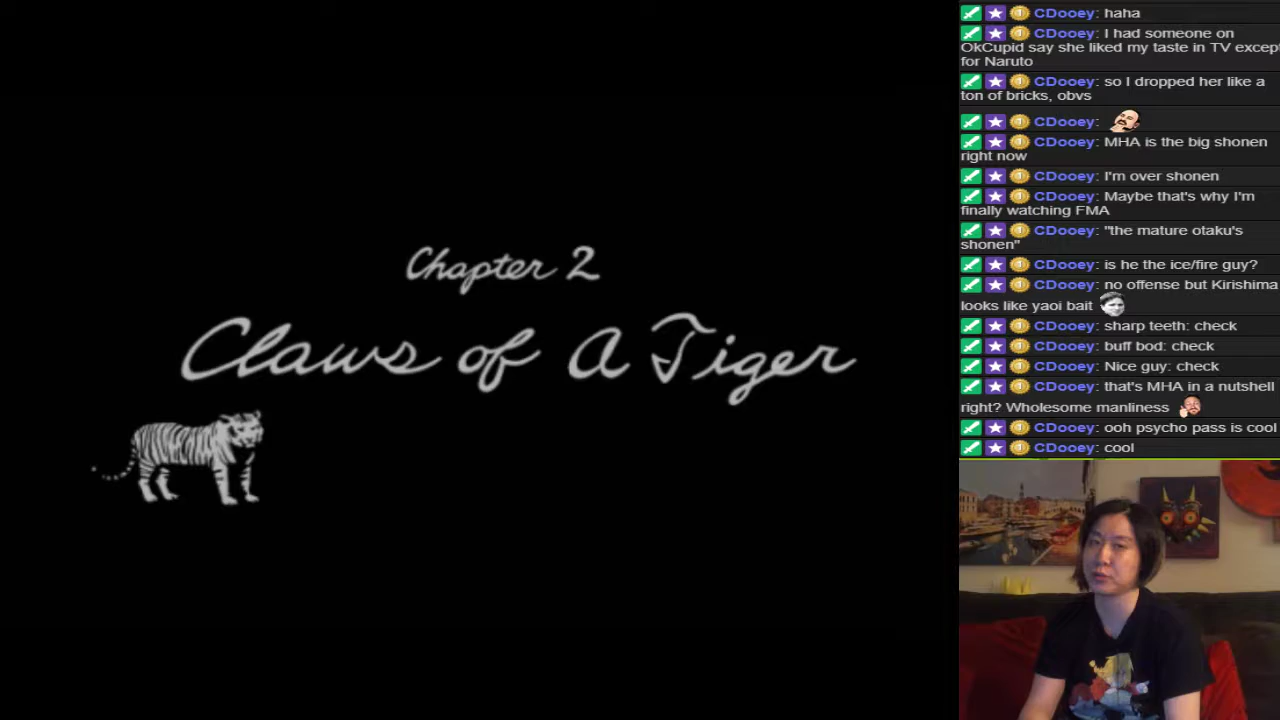 Chapter 2
Claws of A Tiger
CDooey: haha
CDooey: I had someone on
OkCupid say she liked my taste in TV except
for Naruto
CDooey: so I dropped her like a
ton of bricks, obvs
CDooey:
CDooey: MHA is the big shonen
right now
CDooey: I'm over shonen
CDooey: Maybe that's why I'm
finally watching FMA
CDooey: "the mature otaku's
shonen"
CDooey: is he the ice/fire guy?
CDooey: no offense but Kirishima
looks like yaoi bait
CDooey: sharp teeth: check
CDooey: buff bod: check
CDooey: Nice guy: check
CDooey: that's MHA in a nutshell
right? Wholesome manliness
CDooey: ooh psycho pass is cool
CDooey: cool